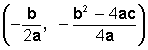 (−b/2a, −(b² − 4ac)/4a)